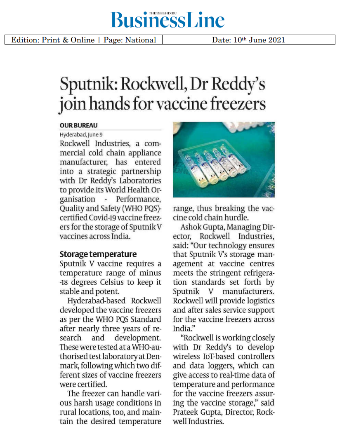 BusinessLine
Edition: Print & Online | Page: National
Date: 10th June 2021
Sputnik: Rockwell, Dr Reddy's
join hands for vaccine freezers
OUR BUREAU
Hyderabad, June 9
Rockwell Industries, a com-
mercial cold chain appliance
manufacturer, has entered
into a strategic partnership
with Dr Reddy's Laboratories
to provide its World Health Or-
ganisation - Performance,
Quality and Safety (WHO PQS)-
certified Covid-19 vaccine freez-
ers for the storage of Sputnik V
vaccines across India.
Storage temperature
Sputnik V vaccine requires a
temperature range of minus
-18 degrees Celsius to keep it
stable and potent.
Hyderabad-based Rockwell
developed the vaccine freezers
as per the WHO PQS Standard
after nearly three years of re-
search and development.
These were tested at a WHO-au-
thorised test laboratory at Den-
mark, following which two dif-
ferent sizes of vaccine freezers
were certified.
The freezer can handle vari-
ous harsh usage conditions in
rural locations, too, and main-
tain the desired temperature
range, thus breaking the vac-
cine cold chain hurdle.
Ashok Gupta, Managing Dir-
ector, Rockwell Industries,
said: "Our technology ensures
that Sputnik V's storage man-
agement at vaccine centres
meets the stringent refrigera-
tion standards set forth by
Sputnik V manufacturers.
Rockwell will provide logistics
and after sales service support
for the vaccine freezers across
India."
"Rockwell is working closely
with Dr Reddy's to develop
wireless IoT-based controllers
and data loggers, which can
give access to real-time data of
temperature and performance
for the vaccine freezers assur-
ing the vaccine storage," said
Prateek Gupta, Director, Rock-
well Industries.